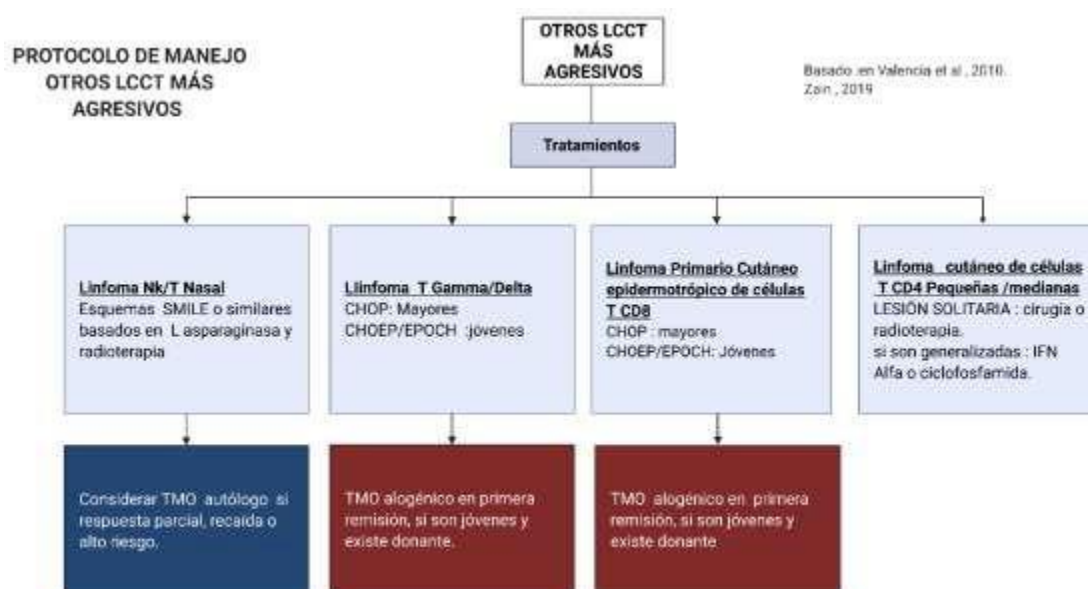 PROTOCOLO DE MANEJO
OTROS LCCT MÁS
AGRESIVOS
OTROS LCCT
MÁS
AGRESIVOS
Basado en Valencia et al., 2010.
Zain, 2019
Tratamientos
Linfoma Nk/T Nasal
Esquemas SMILE o similares
basados en L asparaginasa y
radioterapia
Llinfoma T Gamma/Delta
CHOP: Mayores
CHOEP/EPOCH :jóvenes
Linfoma Primario Cutáneo
epidermotrópico de células
T CD8
CHOP : mayores
CHOEP/EPOCH: Jóvenes
Linfoma cutáneo de células
T CD4 Pequeñas /medianas
LESIÓN SOLITARIA : cirugía o
radioterapia.
si son generalizadas : IFN
Alfa o ciclofosfamida.
Considerar TMO autólogo si
respuesta parcial, recaída o
alto riesgo.
TMO alogénico en primera
remisión, si son jóvenes y
existe donante.
TMO alogénico en primera
remisión, si son jóvenes y
existe donante